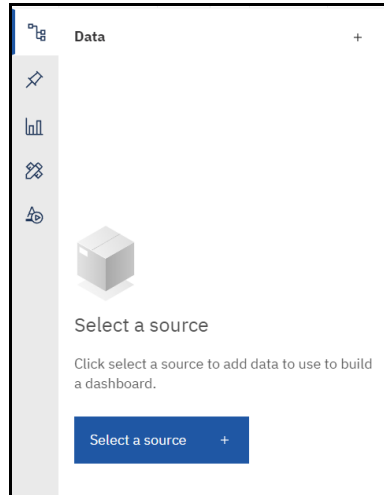 Data +
Select a source
Click select a source to add data to use to build
a dashboard.
Select a source +